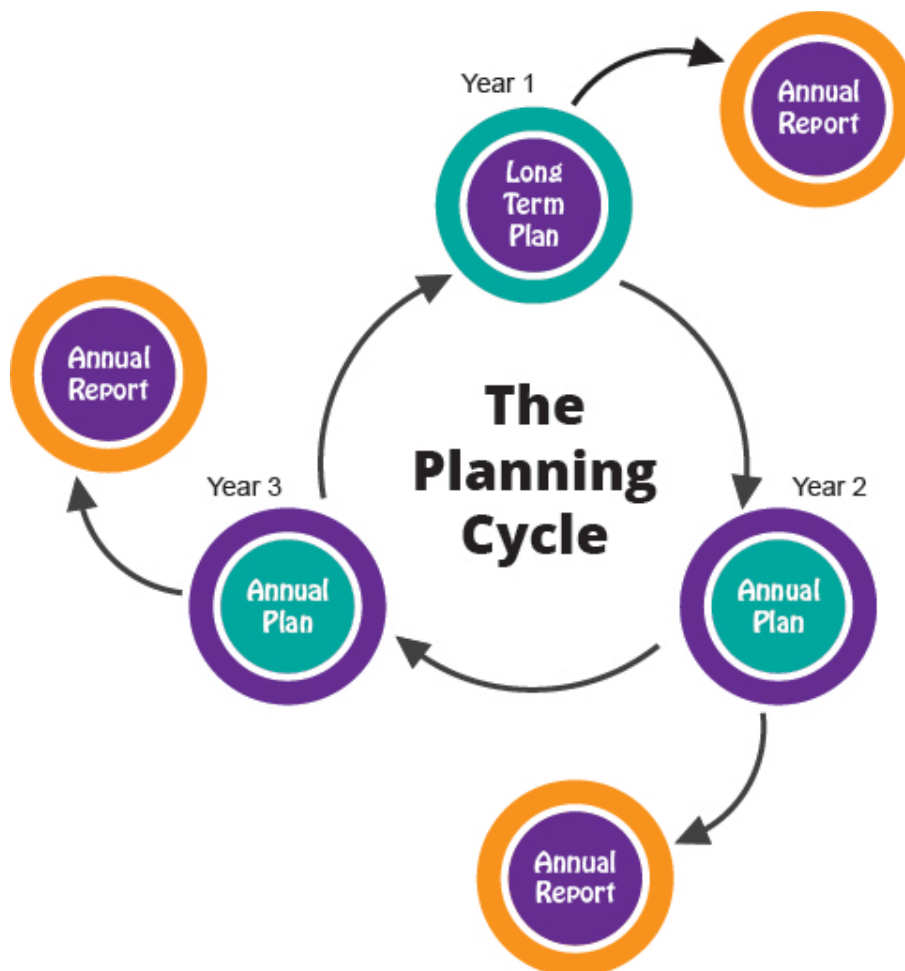 Year 1
Long
Term
Plan
Annual
Report
The
Planning
Cycle
Year 2
Annual
Plan
Annual
Report
Year 3
Annual
Plan
Annual
Report